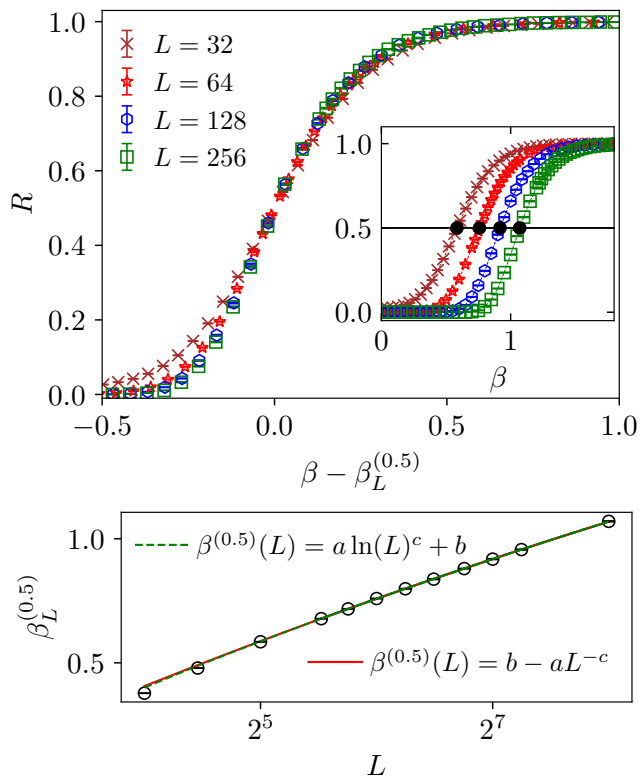 1.0
0.8
0.6
0.4
0.2
0.0
R
L = 32
L = 64
L = 128
L = 256
1.0
0.5
0.0
0
1
β
−0.5
0.0
0.5
1.0
β − β_L^{(0.5)}
1.0
0.5
β_L^{(0.5)}
β^{(0.5)}(L) = a ln(L)^c + b
β^{(0.5)}(L) = b − aL^{−c}
2^5
2^7
L